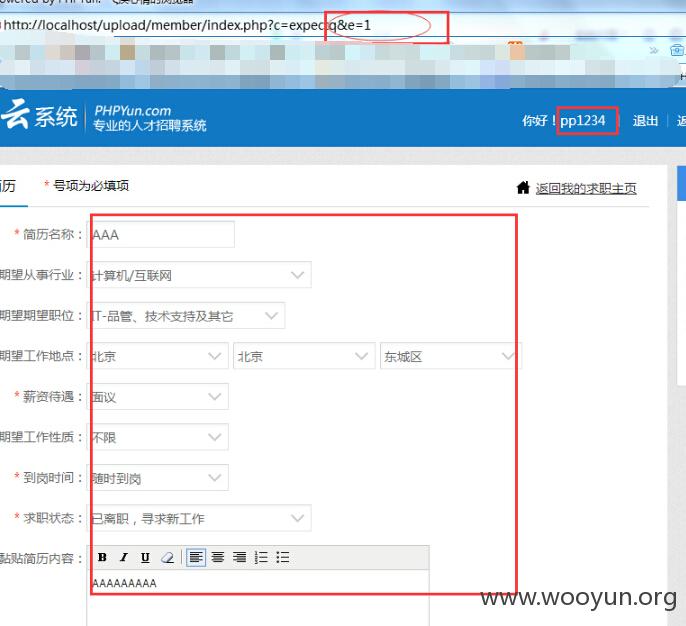 http://localhost/upload/member/index.php?c=expectq&e=1
云系统
PHPYun.com
专业的人才招聘系统
你好！pp1234
退出
返
历
* 号项为必填项
返回我的求职主页
* 简历名称：
AAA
期望从事行业：
计算机/互联网
期望期望职位：
IT-品管、技术支持及其它
期望工作地点：
北京
北京
东城区
* 薪资待遇：
面议
期望工作性质：
不限
* 到岗时间：
随时到岗
* 求职状态：
已离职，寻求新工作
黏贴简历内容：
B I U
AAAAAAAAA
www.wooyun.org